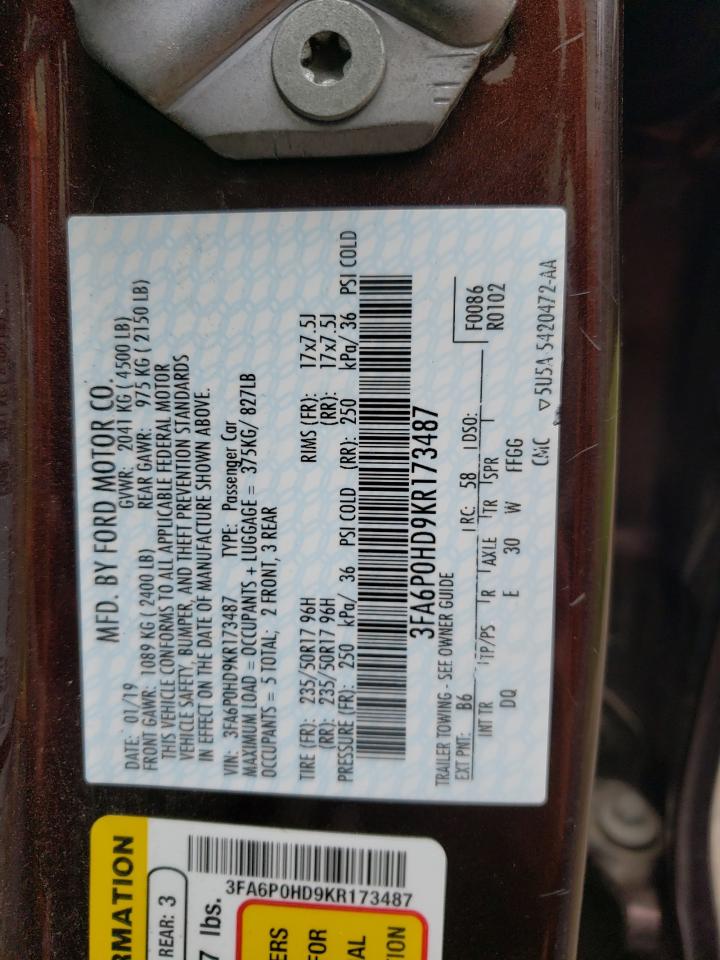 MFD. BY FORD MOTOR CO.
DATE: 01/19 GVWR: 2041 KG ( 4500 LB)
FRONT GAWR: 1089 KG ( 2400 LB) REAR GAWR: 975 KG ( 2150 LB)
THIS VEHICLE CONFORMS TO ALL APPLICABLE FEDERAL MOTOR
VEHICLE SAFETY, BUMPER, AND THEFT PREVENTION STANDARDS
IN EFFECT ON THE DATE OF MANUFACTURE SHOWN ABOVE.
VIN: 3FA6P0HD9KR173487 TYPE: Passenger Car
MAXIMUM LOAD = OCCUPANTS + LUGGAGE = 375KG/ 827LB
OCCUPANTS = 5 TOTAL; 2 FRONT, 3 REAR
TIRE (FR): 235/50R17 96H RIMS (FR): 17x7.5J
(RR): 235/50R17 96H (RR): 17x7.5J
PRESSURE (FR): 250 kPa/ 36 PSI COLD (RR): 250 kPa/ 36 PSI COLD
3FA6P0HD9KR173487
TRAILER TOWING - SEE OWNER GUIDE
EXT PNT: B6 RC: 58 DSO: F0086
R0102
INT TR TP/PS R AXLE TR SPR
DQ E 30 W FFGG
CMC ▽5U5A-5420472-AA
3FA6P0HD9KR173487
RMATION
REAR: 3
7 lbs.
ERS
FOR
AL
ION